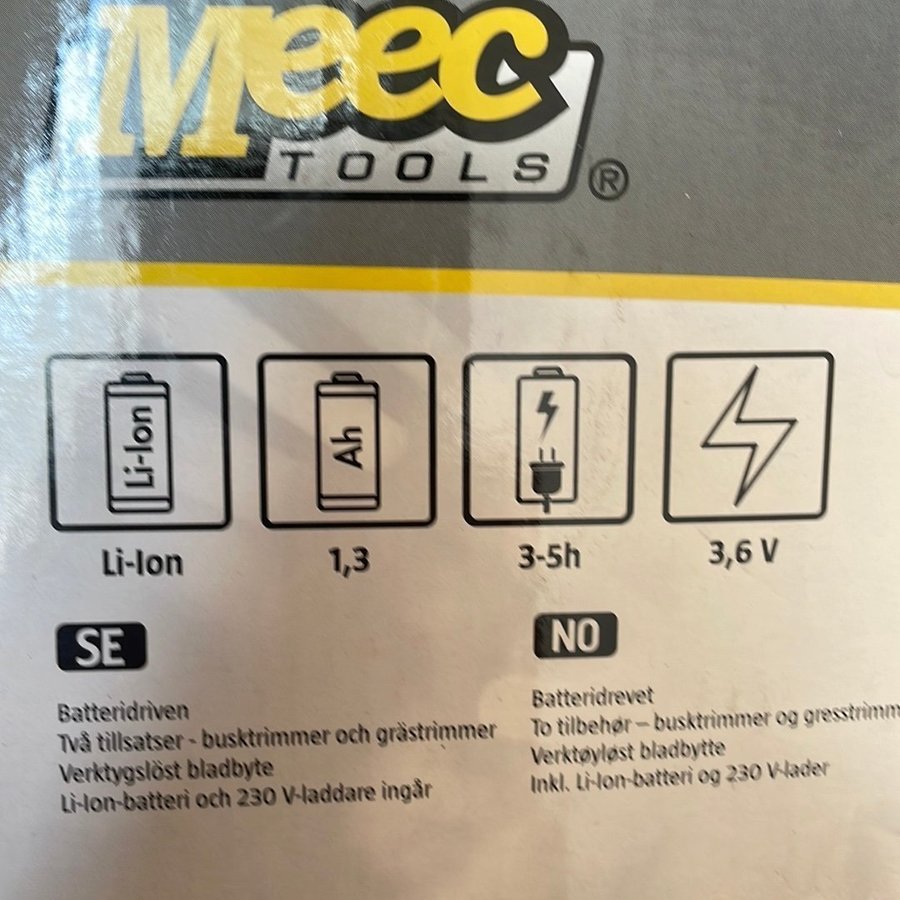 Meec
TOOLS
®
Li-Ion
Ah
Li-Ion
1,3
3-5h
3,6 V
SE
Batteridriven
Två tillsatser - busktrimmer och grästrimmer
Verktygslöst bladbyte
Li-Ion-batteri och 230 V-laddare ingår
NO
Batteridrevet
To tilbehør – busktrimmer og gresstrimm
Verktøyløst bladbytte
Inkl. Li-Ion-batteri og 230 V-lader